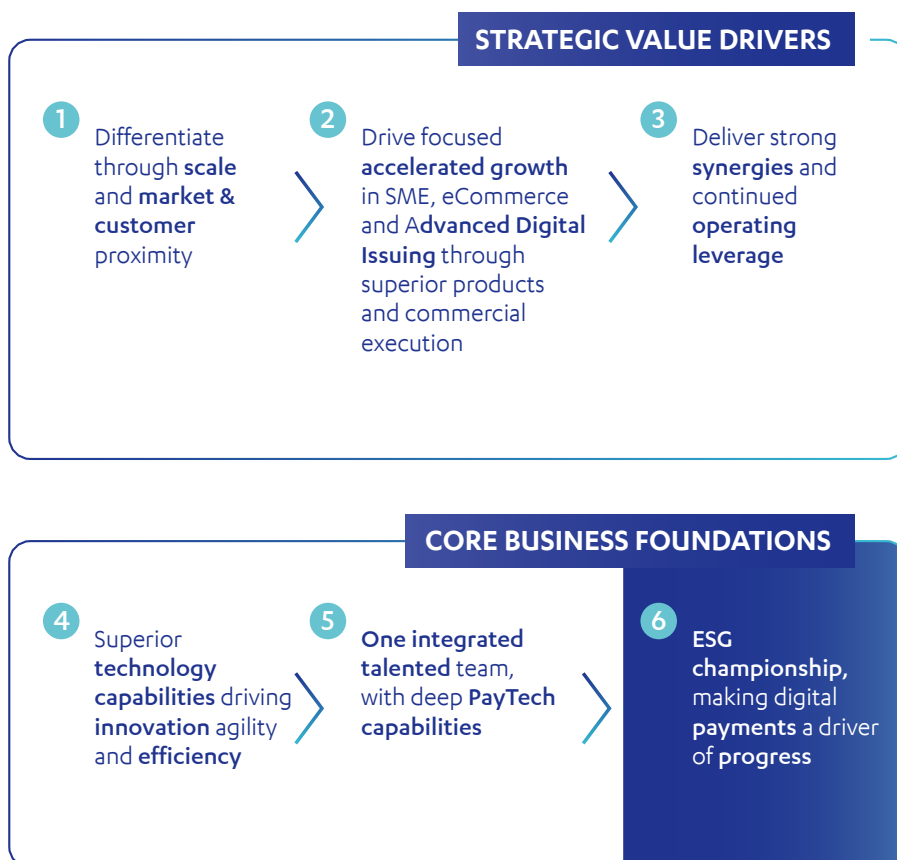 STRATEGIC VALUE DRIVERS
1
Differentiate
through scale
and market &
customer
proximity
2
Drive focused
accelerated growth
in SME, eCommerce
and Advanced Digital
Issuing through
superior products
and commercial
execution
3
Deliver strong
synergies and
continued
operating
leverage
CORE BUSINESS FOUNDATIONS
4
Superior
technology
capabilities driving
innovation agility
and efficiency
5
One integrated
talented team,
with deep PayTech
capabilities
6
ESG
championship,
making digital
payments a driver
of progress